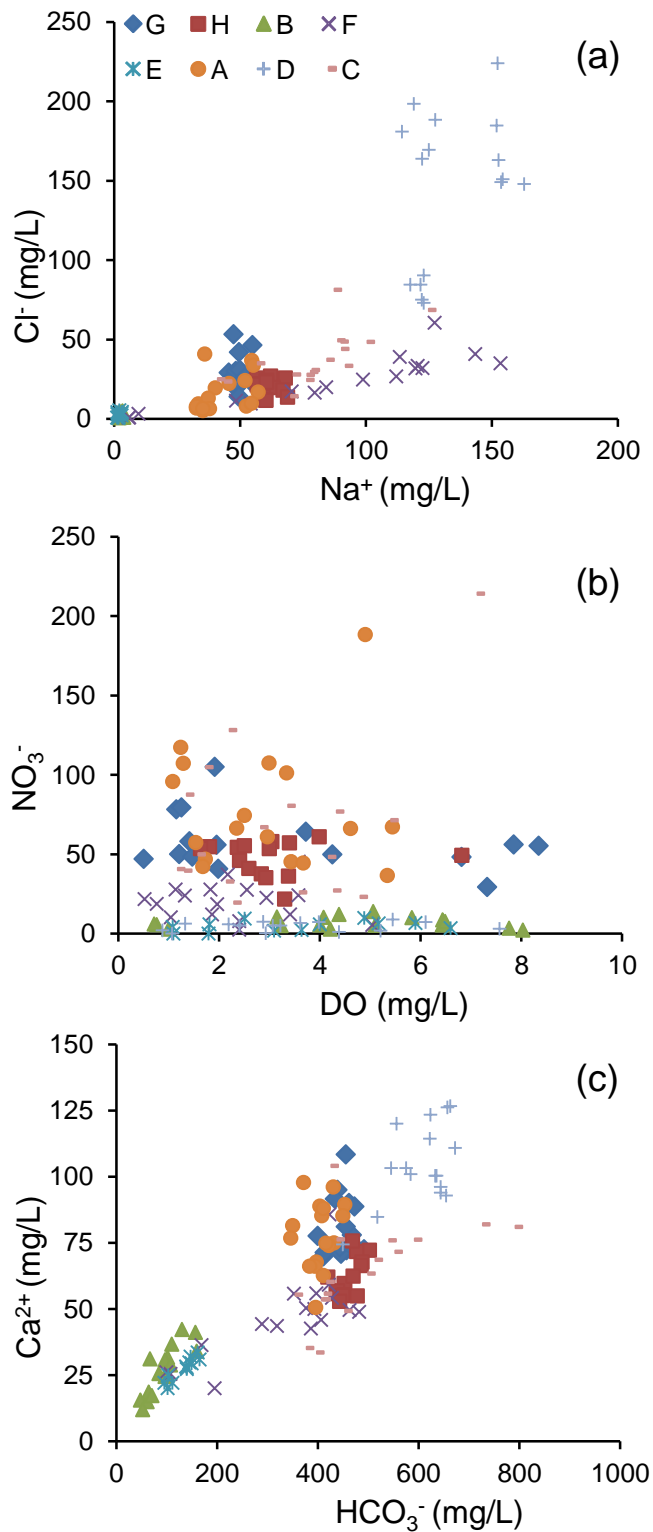 G H B F
E A D C
(a)
250
200
150
100
50
0
Cl⁻ (mg/L)
0 50 100 150 200
Na⁺ (mg/L)
(b)
250
200
150
100
50
0
NO₃⁻
0 2 4 6 8 10
DO (mg/L)
(c)
150
125
100
75
50
25
0
Ca²⁺ (mg/L)
0 200 400 600 800 1000
HCO₃⁻ (mg/L)